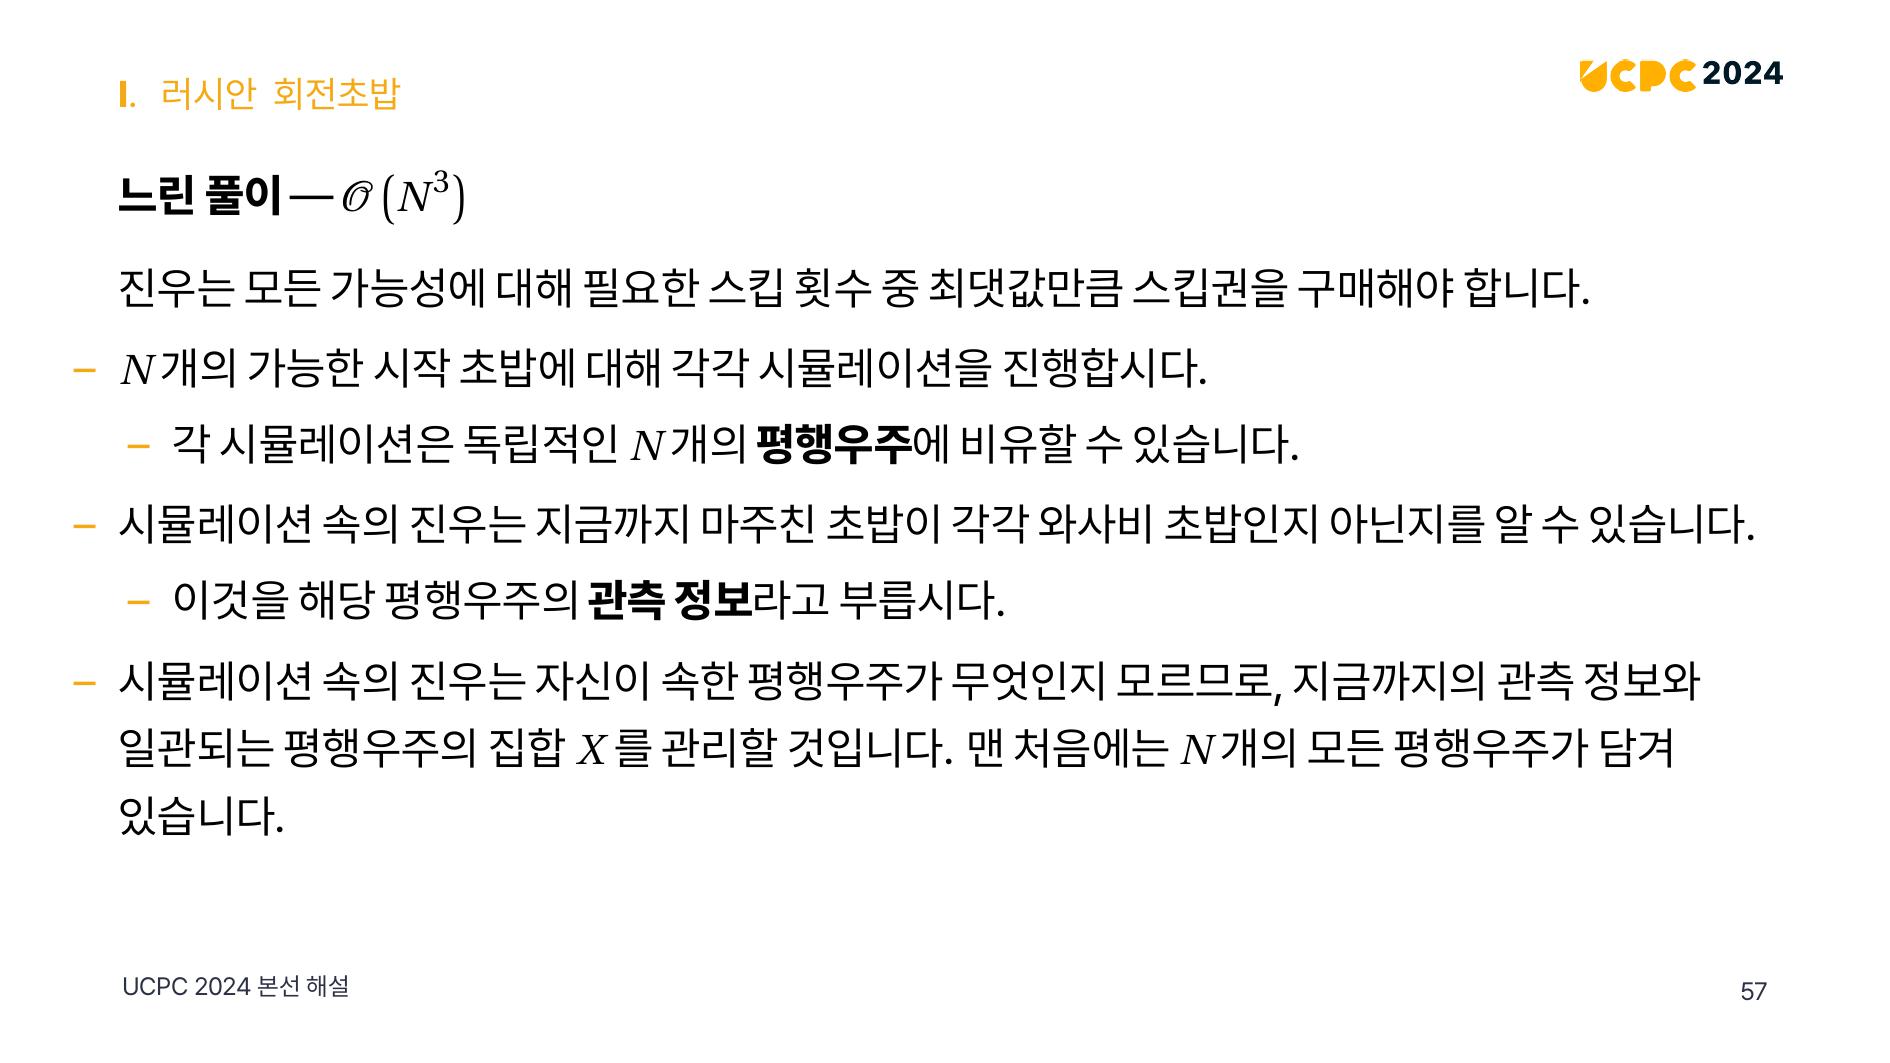 I. 러시안 회전초밥
UCPC 2024
느린 풀이 — 𝒪(N³)
진우는 모든 가능성에 대해 필요한 스킵 횟수 중 최댓값만큼 스킵권을 구매해야 합니다.
– N개의 가능한 시작 초밥에 대해 각각 시뮬레이션을 진행합시다.
– 각 시뮬레이션은 독립적인 N개의 평행우주에 비유할 수 있습니다.
– 시뮬레이션 속의 진우는 지금까지 마주친 초밥이 각각 와사비 초밥인지 아닌지를 알 수 있습니다.
– 이것을 해당 평행우주의 관측 정보라고 부릅시다.
– 시뮬레이션 속의 진우는 자신이 속한 평행우주가 무엇인지 모르므로, 지금까지의 관측 정보와
일관되는 평행우주의 집합 X를 관리할 것입니다. 맨 처음에는 N개의 모든 평행우주가 담겨
있습니다.
UCPC 2024 본선 해설
57